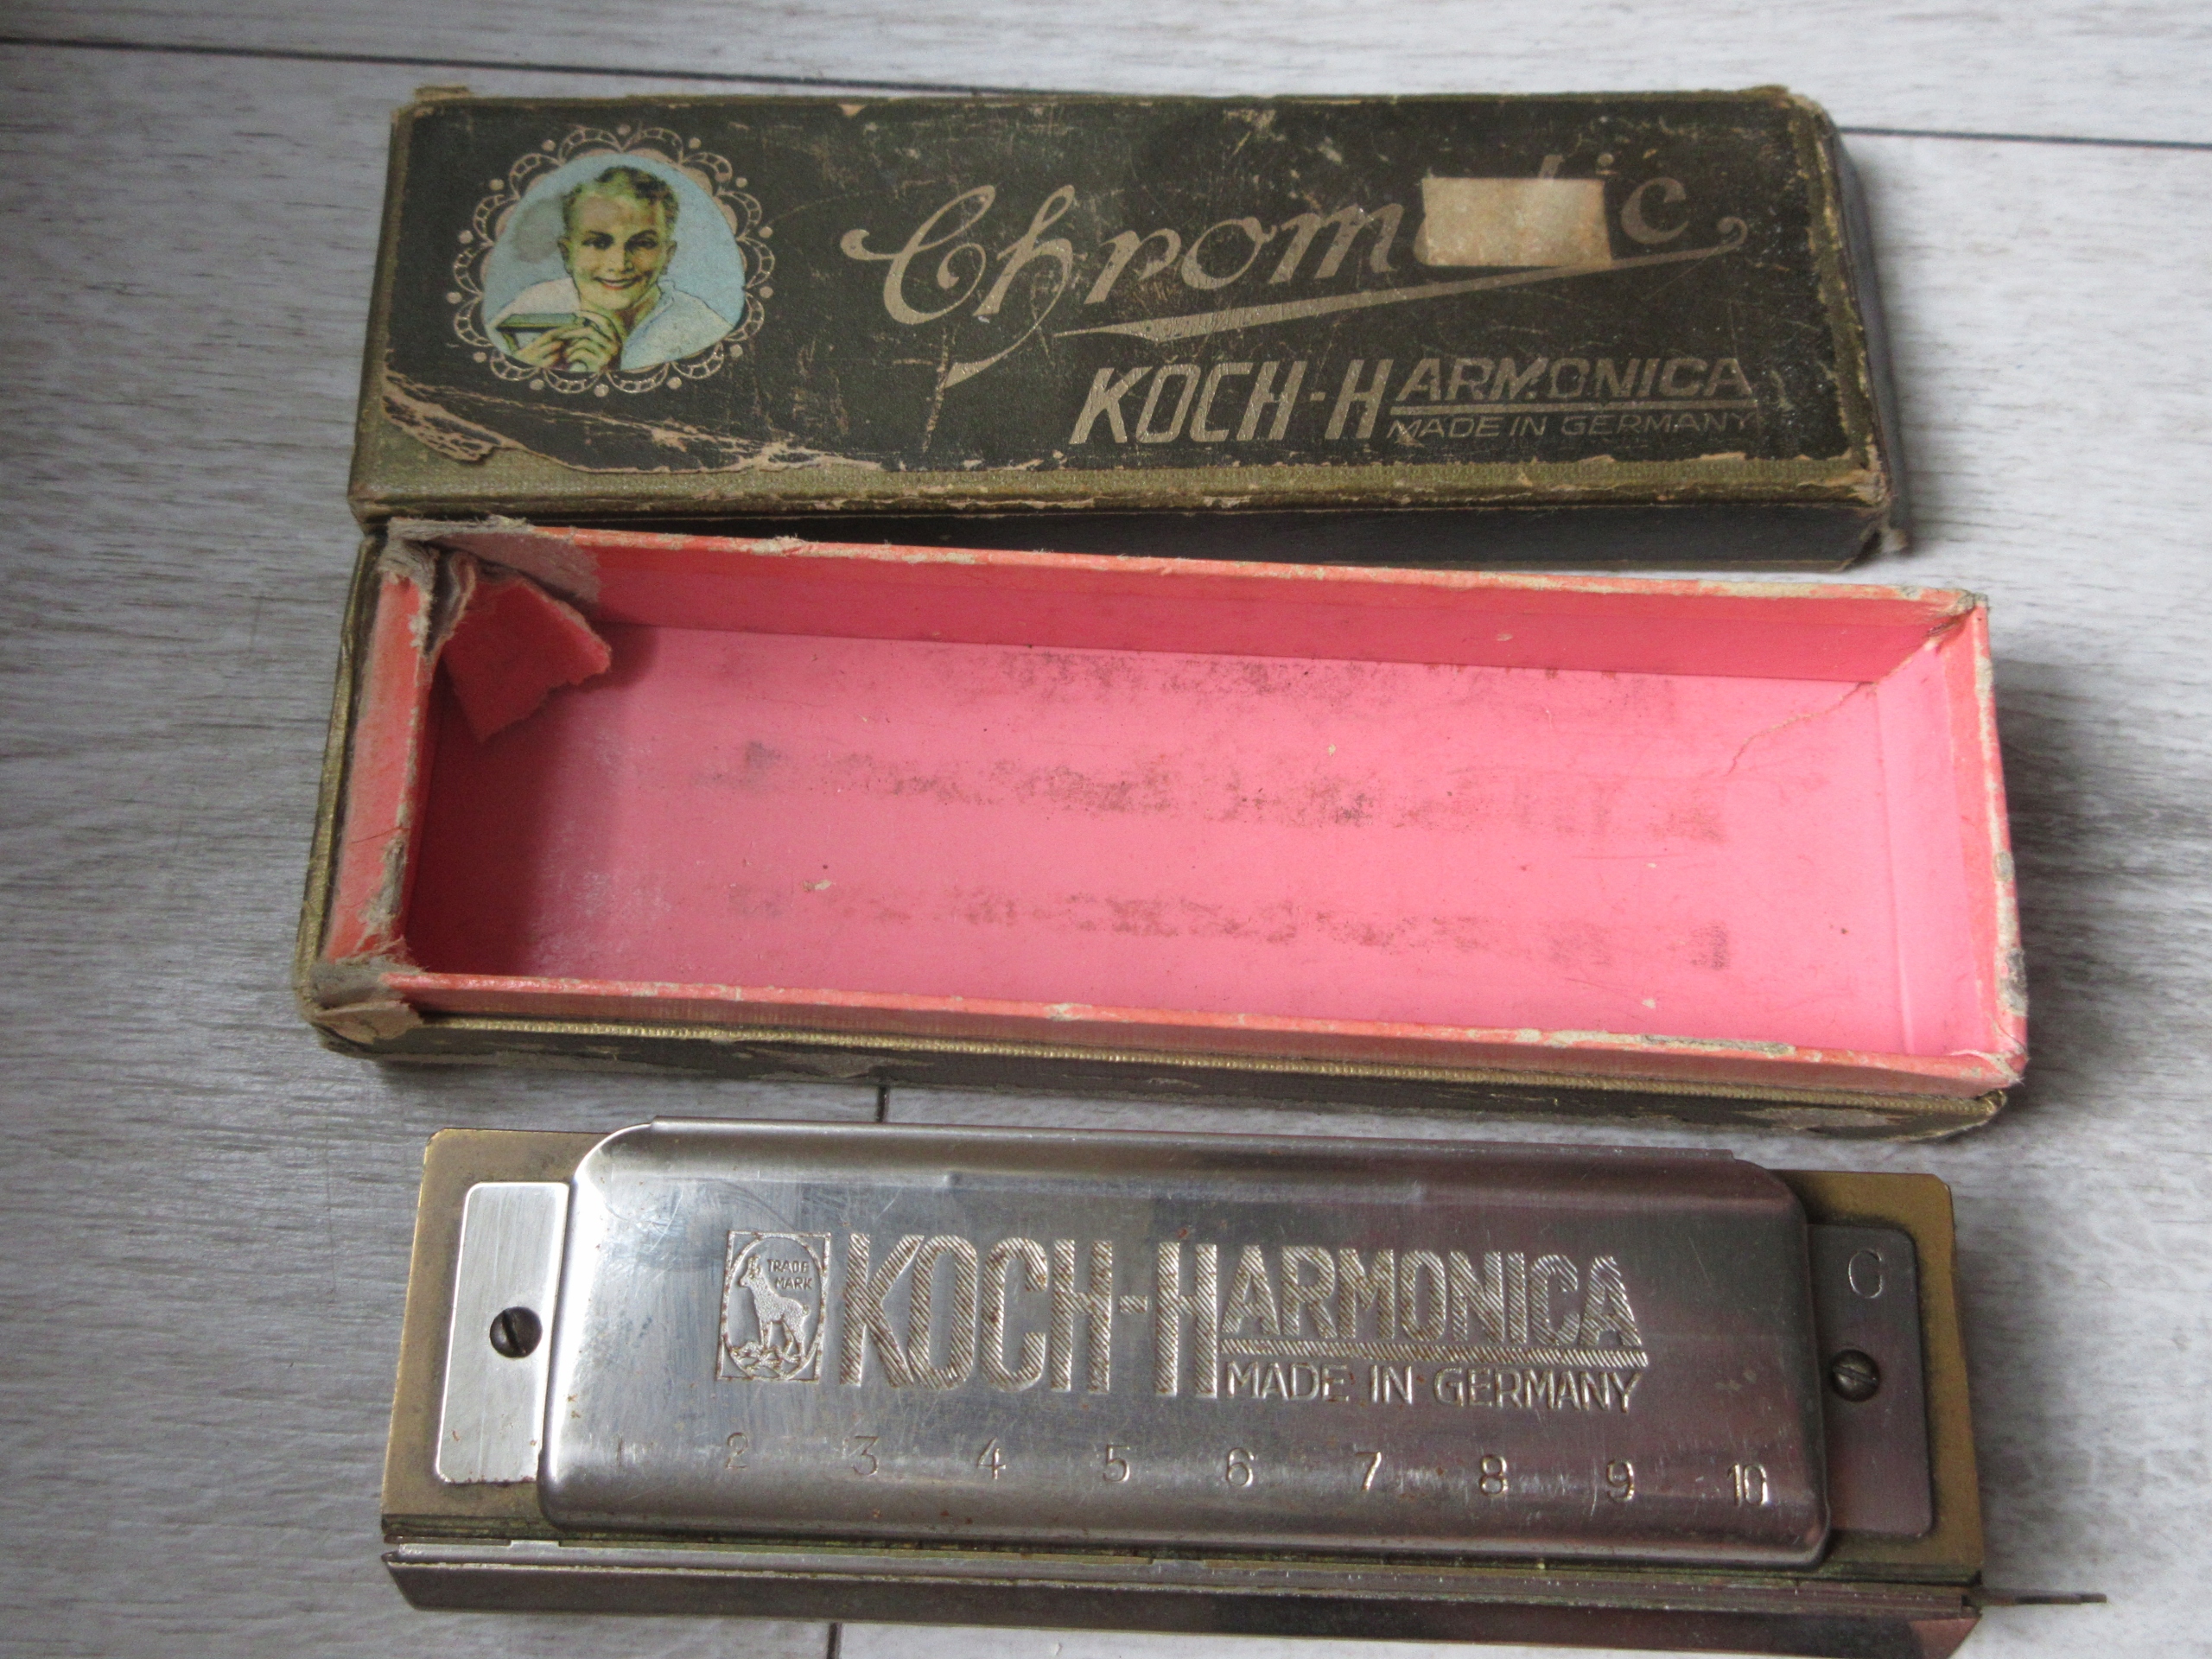 Chromatic
KOCH-HARMONICA
MADE IN GERMANY
TRADE
MARK
KOCH-HARMONICA
MADE IN GERMANY
G
1 2 3 4 5 6 7 8 9 10